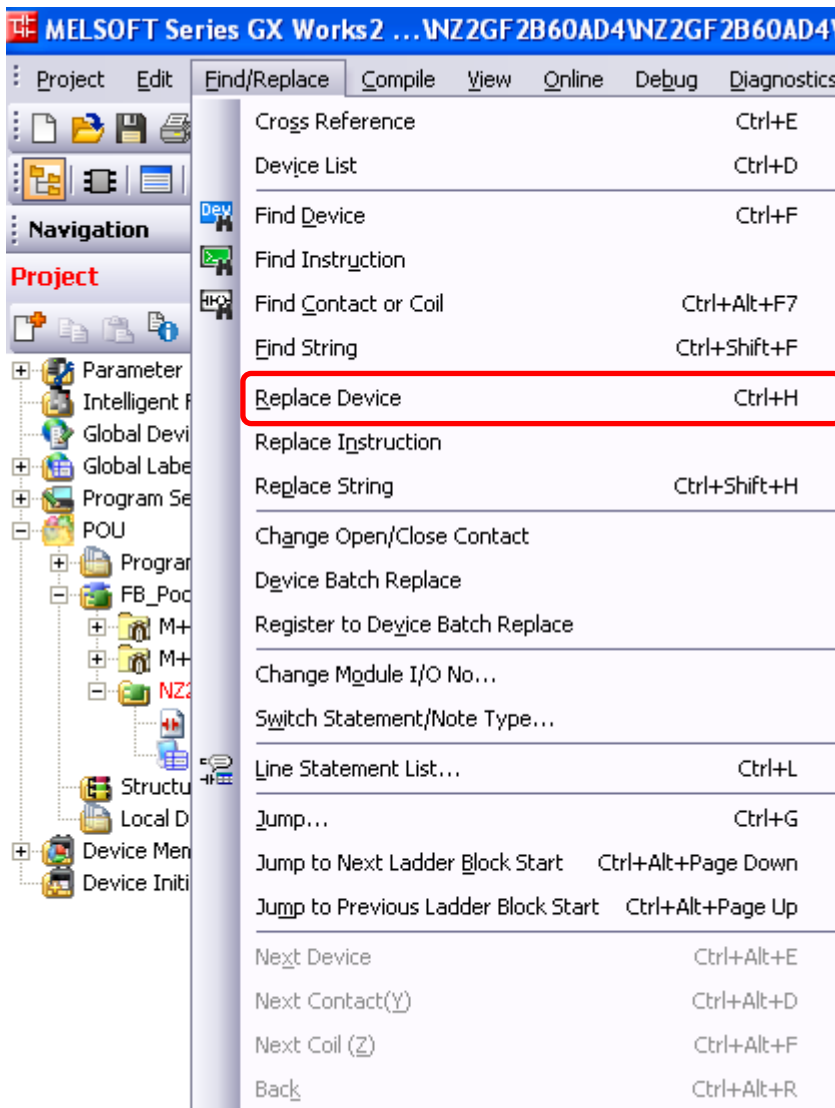 MELSOFT Series GX Works2 ...\NZ2GF2B60AD4\NZ2GF2B60AD4\
Project Edit Find/Replace Compile View Online Debug Diagnostics
Cross Reference Ctrl+E
Device List Ctrl+D
Navigation
Dev Find Device Ctrl+F
Find Instruction
Project
Find Contact or Coil Ctrl+Alt+F7
Find String Ctrl+Shift+F
Parameter
Replace Device Ctrl+H
Intelligent F
Global Devi
Replace Instruction
Global Labe
Replace String Ctrl+Shift+H
Program Se
POU
Change Open/Close Contact
Program
Device Batch Replace
FB_Poo
Register to Device Batch Replace
M+
M+
Change Module I/O No...
NZ2
Switch Statement/Note Type...
Line Statement List... Ctrl+L
Structu
Local D
Jump... Ctrl+G
Device Mem
Jump to Next Ladder Block Start Ctrl+Alt+Page Down
Device Initi
Jump to Previous Ladder Block Start Ctrl+Alt+Page Up
Next Device Ctrl+Alt+E
Next Contact(Y) Ctrl+Alt+D
Next Coil (Z) Ctrl+Alt+F
Back Ctrl+Alt+R